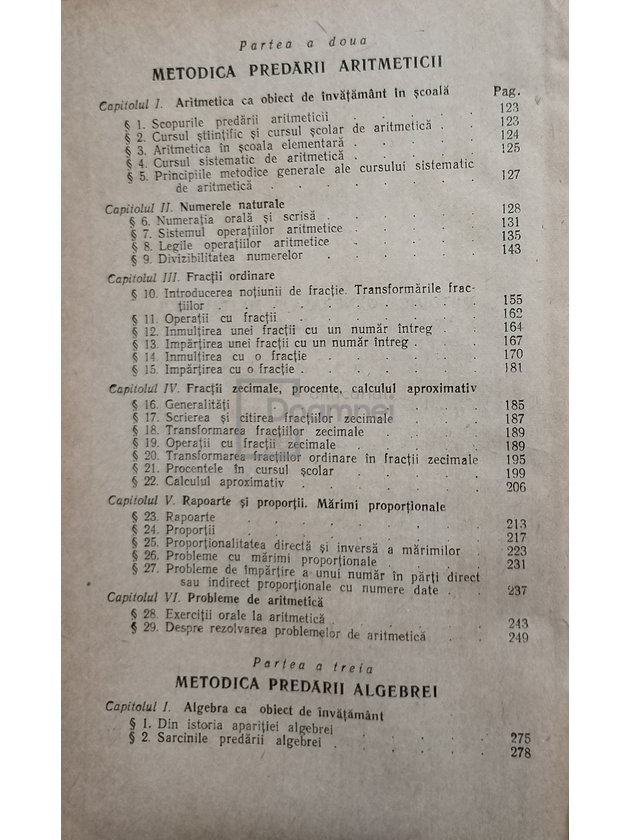 Partea a doua
METODICA PREDĂRII ARITMETICII
Pag.
Capitolul I. Aritmetica ca obiect de învățământ în școală 123
§ 1. Scopurile predării aritmeticii . . . . . 123
§ 2. Cursul științific și cursul școlar de aritmetică . . 124
§ 3. Aritmetica în școala elementară . . . . . 125
§ 4. Cursul sistematic de aritmetică . . . . .
§ 5. Principiile metodice generale ale cursului sistematic
de aritmetică . . . . . . . 127
Capitolul II. Numerele naturale
§ 6. Numerația orală și scrisă . . . . . 128
§ 7. Sistemul operațiilor aritmetice . . . . . 131
§ 8. Legile operațiilor aritmetice . . . . . 135
§ 9. Divizibilitatea numerelor . . . . . 143
Capitolul III. Fracții ordinare
§ 10. Introducerea noțiunii de fracție. Transformările frac-
țiilor . . . . . . . 155
§ 11. Operații cu fracții . . . . . 162
§ 12. Inmulțirea unei fracții cu un număr întreg . . 164
§ 13. Impărțirea unei fracții cu un număr întreg . . 167
§ 14. Inmulțirea cu o fracție . . . . . 170
§ 15. Impărțirea cu o fracție . . . . . 181
Capitolul IV. Fracții zecimale, procente, calculul aproximativ
§ 16. Generalități . . . . . 185
§ 17. Scrierea și citirea fracțiilor zecimale . . . 187
§ 18. Transformarea fracțiilor zecimale . . . 189
§ 19. Operații cu fracții zecimale . . . . 189
§ 20. Transformarea fracțiilor ordinare în fracții zecimale 195
§ 21. Procentele în cursul școlar . . . . 199
§ 22. Calculul aproximativ . . . . . 206
Capitolul V. Rapoarte și proporții. Mărimi proporționale
§ 23. Rapoarte . . . . . . 213
§ 24. Proporții . . . . . . 217
§ 25. Proporționalitatea directă și inversă a mărimilor 223
§ 26. Probleme cu mărimi proporționale . . . 231
§ 27. Probleme de împărțire a unui număr în părți direct
sau indirect proporționale cu numere date . . 237
Capitolul VI. Probleme de aritmetică
§ 28. Exerciții orale la aritmetică . . . . 243
§ 29. Despre rezolvarea problemelor de aritmetică . . 249
Partea a treia
METODICA PREDĂRII ALGEBREI
Capitolul I. Algebra ca obiect de învățământ
§ 1. Din istoria apariției algebrei . . . . 275
§ 2. Sarcinile predării algebrei . . . . 278